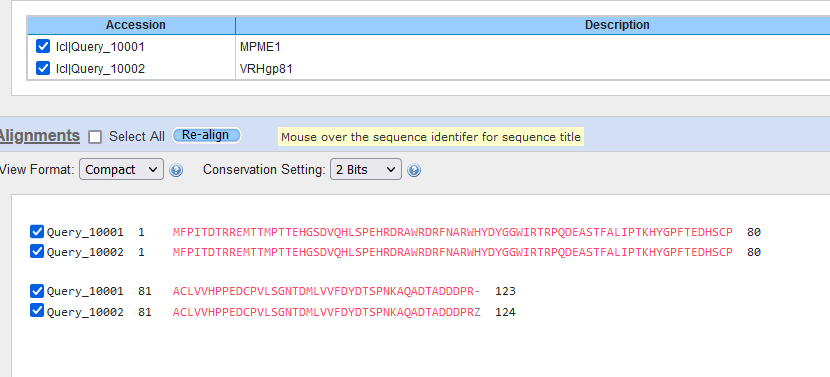 Accession Description
lcl|Query_10001 MPME1
lcl|Query_10002 VRHgp81
Alignments Select All Re-align Mouse over the sequence identifer for sequence title
View Format: Compact Conservation Setting: 2 Bits
Query_10001 1 MFPITDTRREMTTMPTTEHGSDVQHLSPEHRDRAWRDRFNARWHYDYGGWIRTRPQDEASTFALIPTKHYGPFTEDHSCP 80
Query_10002 1 MFPITDTRREMTTMPTTEHGSDVQHLSPEHRDRAWRDRFNARWHYDYGGWIRTRPQDEASTFALIPTKHYGPFTEDHSCP 80
Query_10001 81 ACLVVHPPEDCPVLSGNTDMLVVFDYDTSPNKAQADTADDDPR- 123
Query_10002 81 ACLVVHPPEDCPVLSGNTDMLVVFDYDTSPNKAQADTADDDPRZ 124